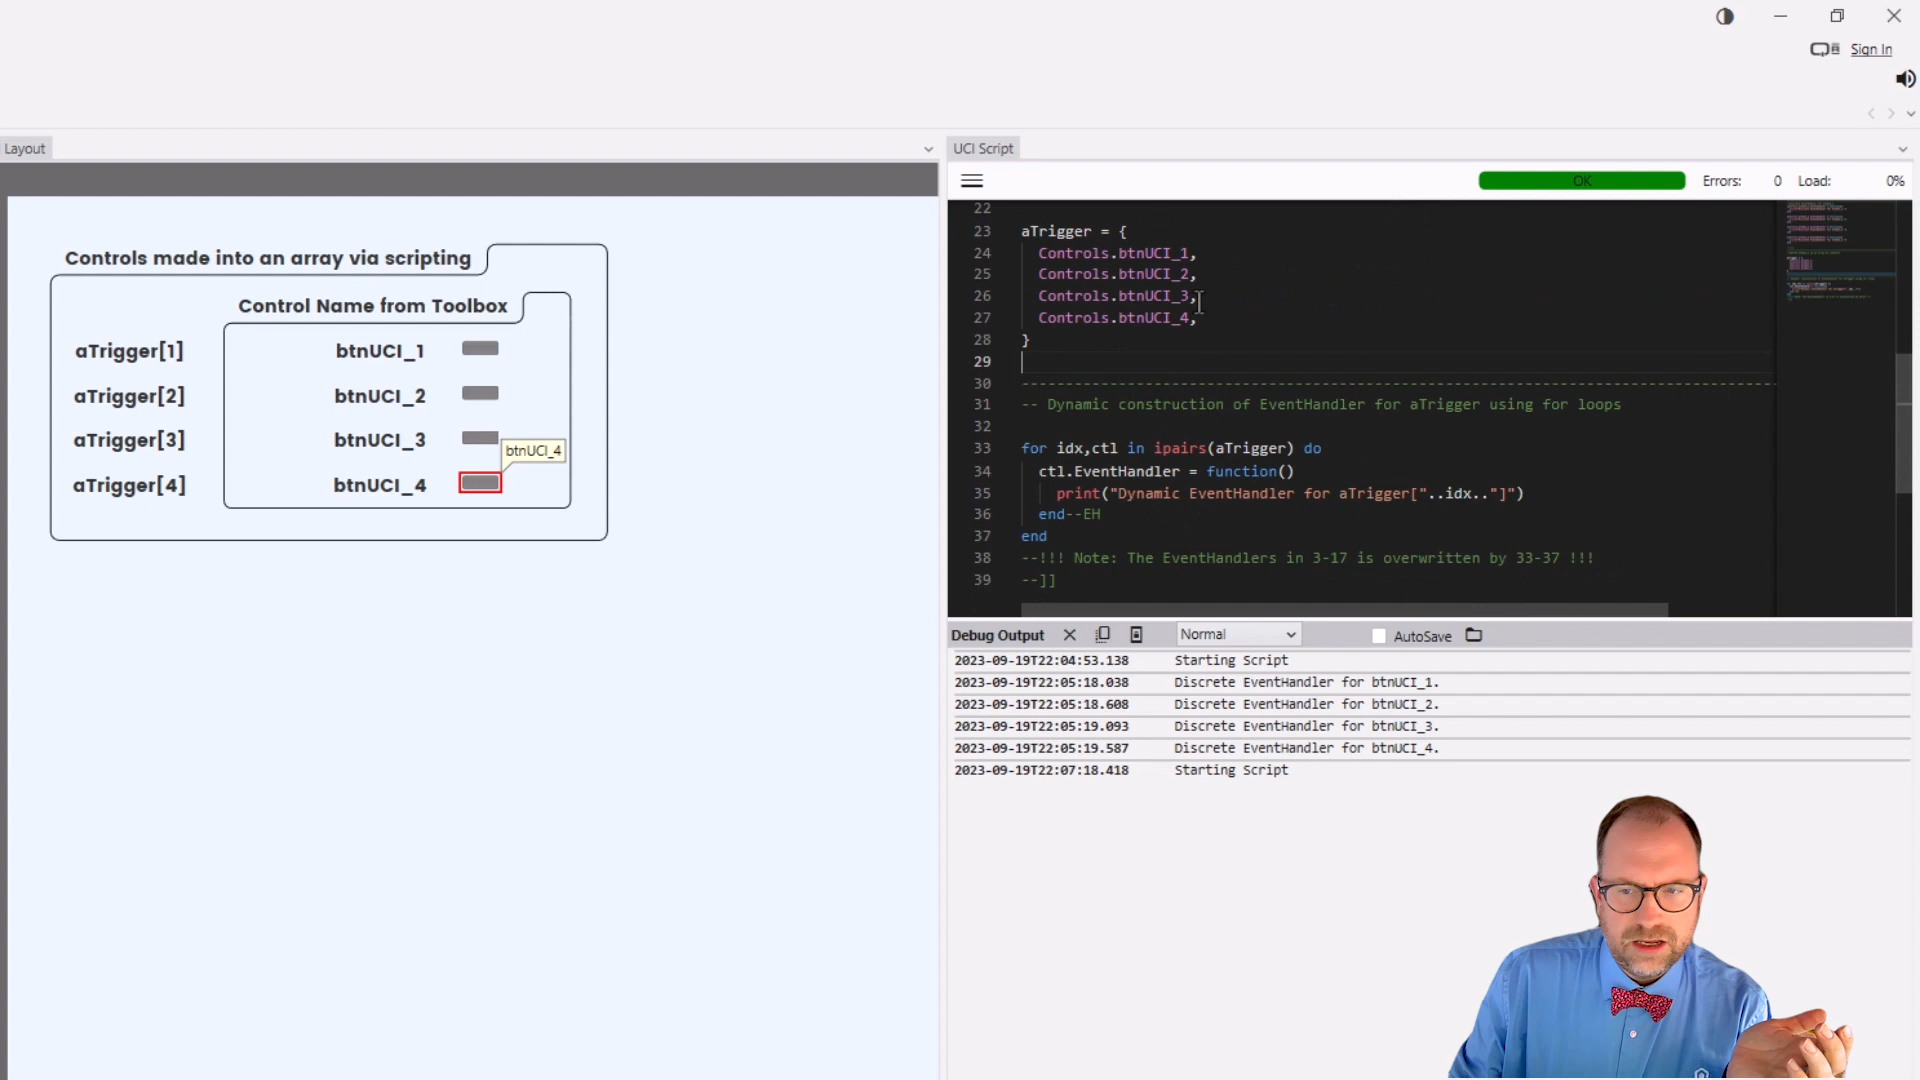 Sign In
Layout
Controls made into an array via scripting
Control Name from Toolbox
aTrigger[1]
btnUCI_1
aTrigger[2]
btnUCI_2
aTrigger[3]
btnUCI_3
btnUCI_4
aTrigger[4]
btnUCI_4
UCI Script
OK
Errors: 0 Load: 0%
22
23 aTrigger = {
24 Controls.btnUCI_1,
25 Controls.btnUCI_2,
26 Controls.btnUCI_3,
27 Controls.btnUCI_4,
28 }
29
30 --------------------------------------------------------------------------------------
31 -- Dynamic construction of EventHandler for aTrigger using for loops
32
33 for idx,ctl in ipairs(aTrigger) do
34 ctl.EventHandler = function()
35 print("Dynamic EventHandler for aTrigger["..idx.."]")
36 end--EH
37 end
38 --!!! Note: The EventHandlers in 3-17 is overwritten by 33-37 !!!
39 --]]
Debug Output
Normal
AutoSave
2023-09-19T22:04:53.138 Starting Script
2023-09-19T22:05:18.038 Discrete EventHandler for btnUCI_1.
2023-09-19T22:05:18.608 Discrete EventHandler for btnUCI_2.
2023-09-19T22:05:19.093 Discrete EventHandler for btnUCI_3.
2023-09-19T22:05:19.587 Discrete EventHandler for btnUCI_4.
2023-09-19T22:07:18.418 Starting Script